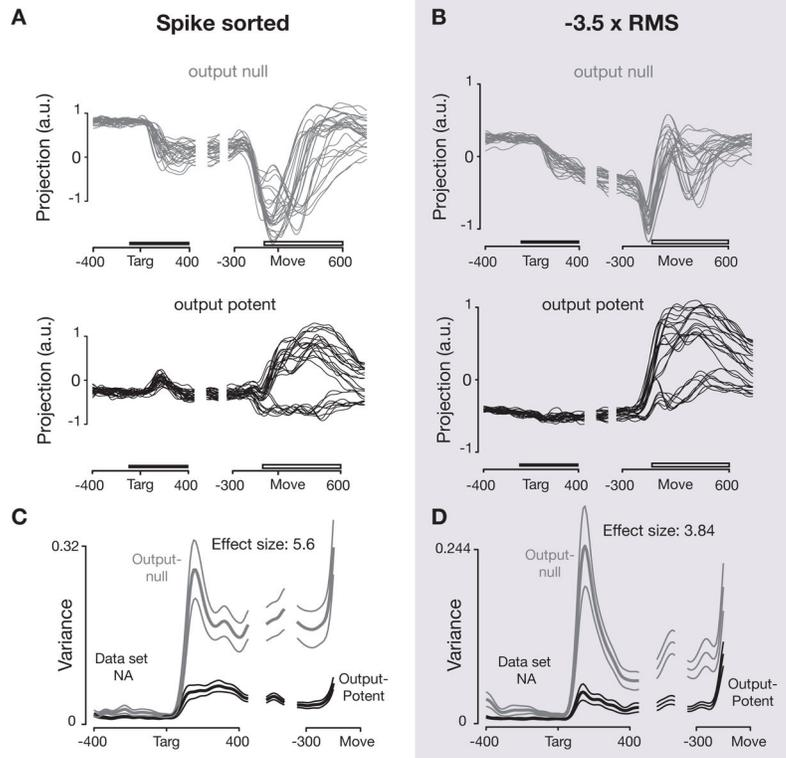 A
Spike sorted
output null
Projection (a.u.)
1
0
-1
-400
Targ
400
-300
Move
600
output potent
Projection (a.u.)
1
0
-1
-400
Targ
400
-300
Move
600
B
-3.5 x RMS
output null
Projection (a.u.)
1
0
-1
-400
Targ
400
-300
Move
600
output potent
Projection (a.u.)
1
0
-1
-400
Targ
400
-300
Move
600
C
Effect size: 5.6
0.32
Output-
null
Variance
Data set
NA
Output-
Potent
0
-400
Targ
400
-300
Move
D
Effect size: 3.84
0.244
Output-
null
Variance
Data set
NA
Output-
Potent
0
-400
Targ
400
-300
Move